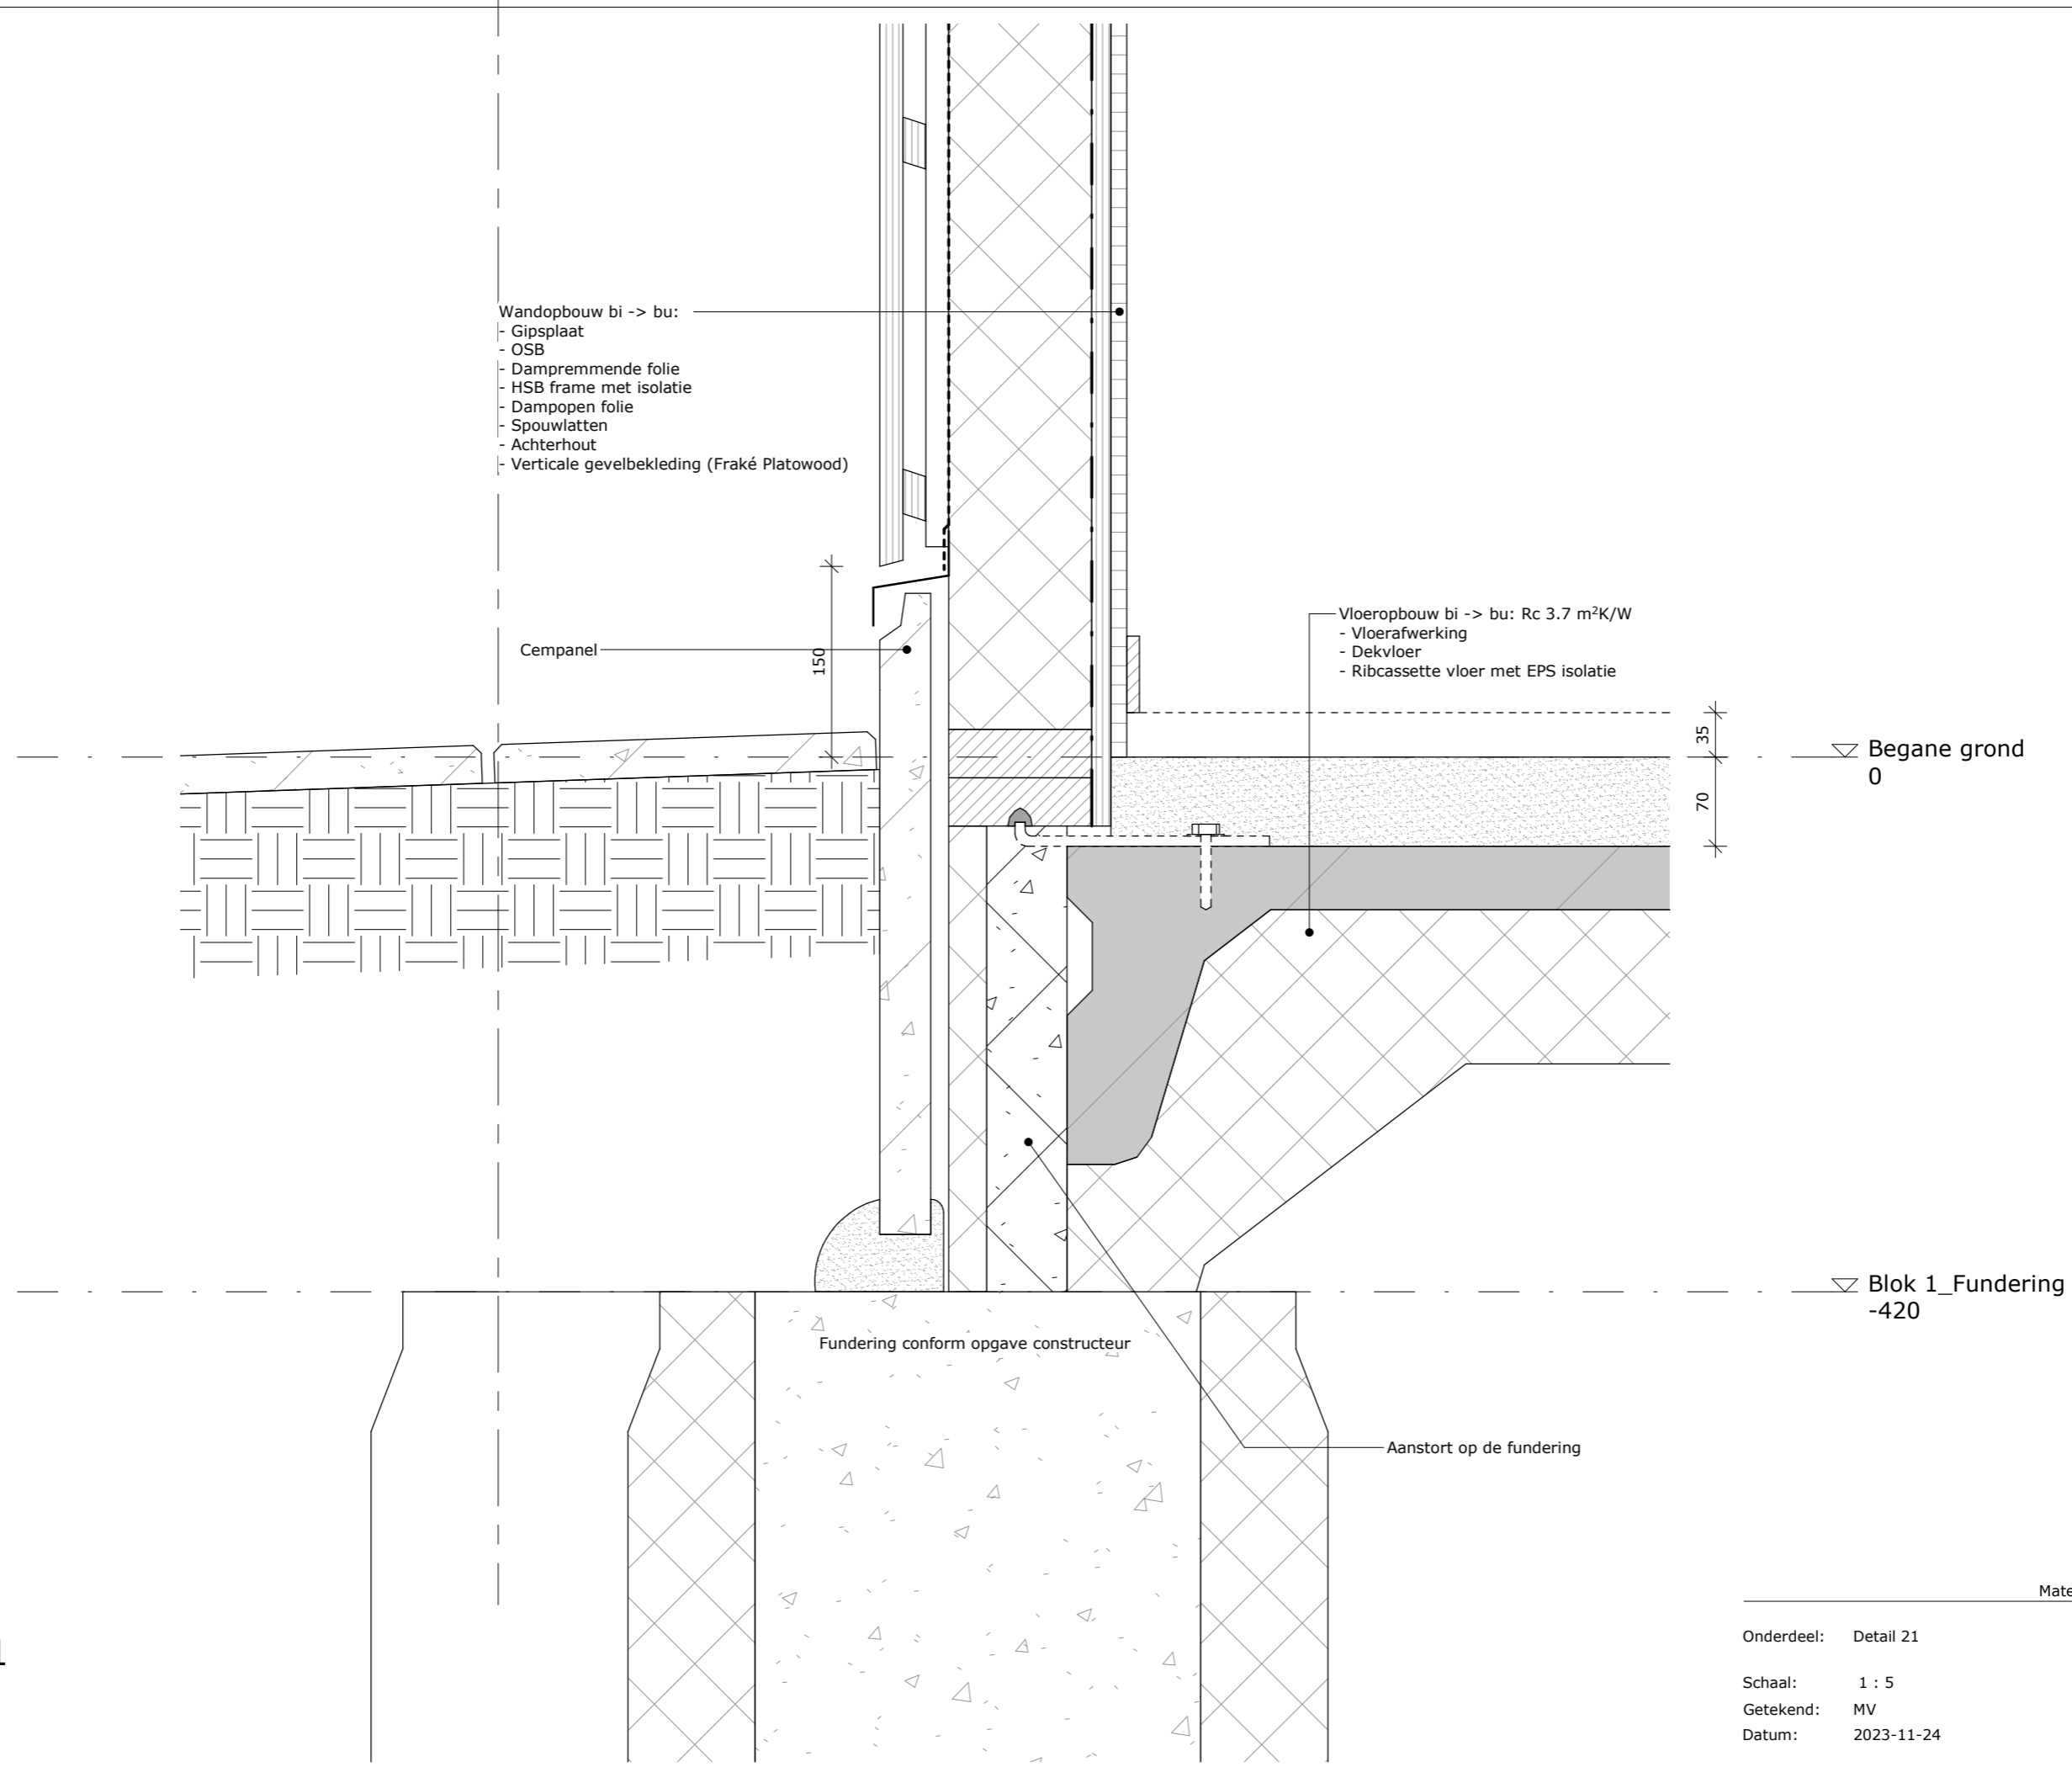 Wandopbouw bi -> bu:
- Gipsplaat
- OSB
- Dampremmende folie
- HSB frame met isolatie
- Dampopen folie
- Spouwlatten
- Achterhout
- Verticale gevelbekleding (Fraké Platowood)
Cempanel
150
Vloeropbouw bi -> bu: Rc 3.7 m²K/W
- Vloerafwerking
- Dekvloer
- Ribcassette vloer met EPS isolatie
35
70
Begane grond
0
Blok 1_Fundering
-420
Fundering conform opgave constructeur
Aanstort op de fundering
Onderdeel: Detail 21
Schaal: 1 : 5
Getekend: MV
Datum: 2023-11-24